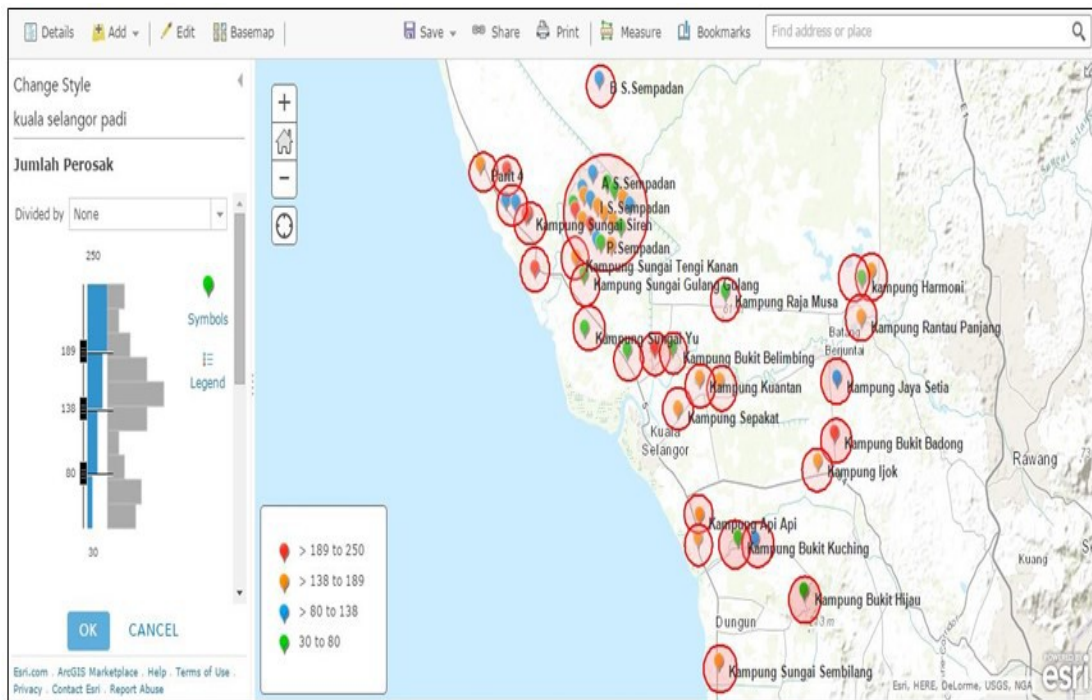 Details Add Edit Basemap Save Share Print Measure Bookmarks Find address or place
Change Style
kuala selangor padi
Jumlah Perosak
Divided by None
250
189
138
80
30
Symbols
Legend
OK CANCEL
Esri.com . ArcGIS Marketplace . Help . Terms of Use .
Privacy . Contact Esri . Report Abuse
B S.Sempadan
Parit 4
A S.Sempadan
I S.Sempadan
Kampung Sungai Sireh
P.Sempadan
Kampung Sungai Tengi Kanan
Kampung Sungai Gulang Gulang
kampung Harmoni
Kampung Raja Musa
Kampung Rantau Panjang
Batang
Berjuntai
Kampung Sungai Yu
Kampung Bukit Belimbing
Kampung Kuantan
Kampung Jaya Setia
Kampung Sepakat
Kuala
Selangor
Kampung Bukit Badong
Rawang
Kampung Ijok
Kampung Api Api
Kampung Bukit Kuching
Kuang
Kampung Bukit Hijau
Dungun
Kampung Sungai Sembilang
> 189 to 250
> 138 to 189
> 80 to 138
30 to 80
Esri, HERE, DeLorme, USGS, NGA
POWERED BY
esri